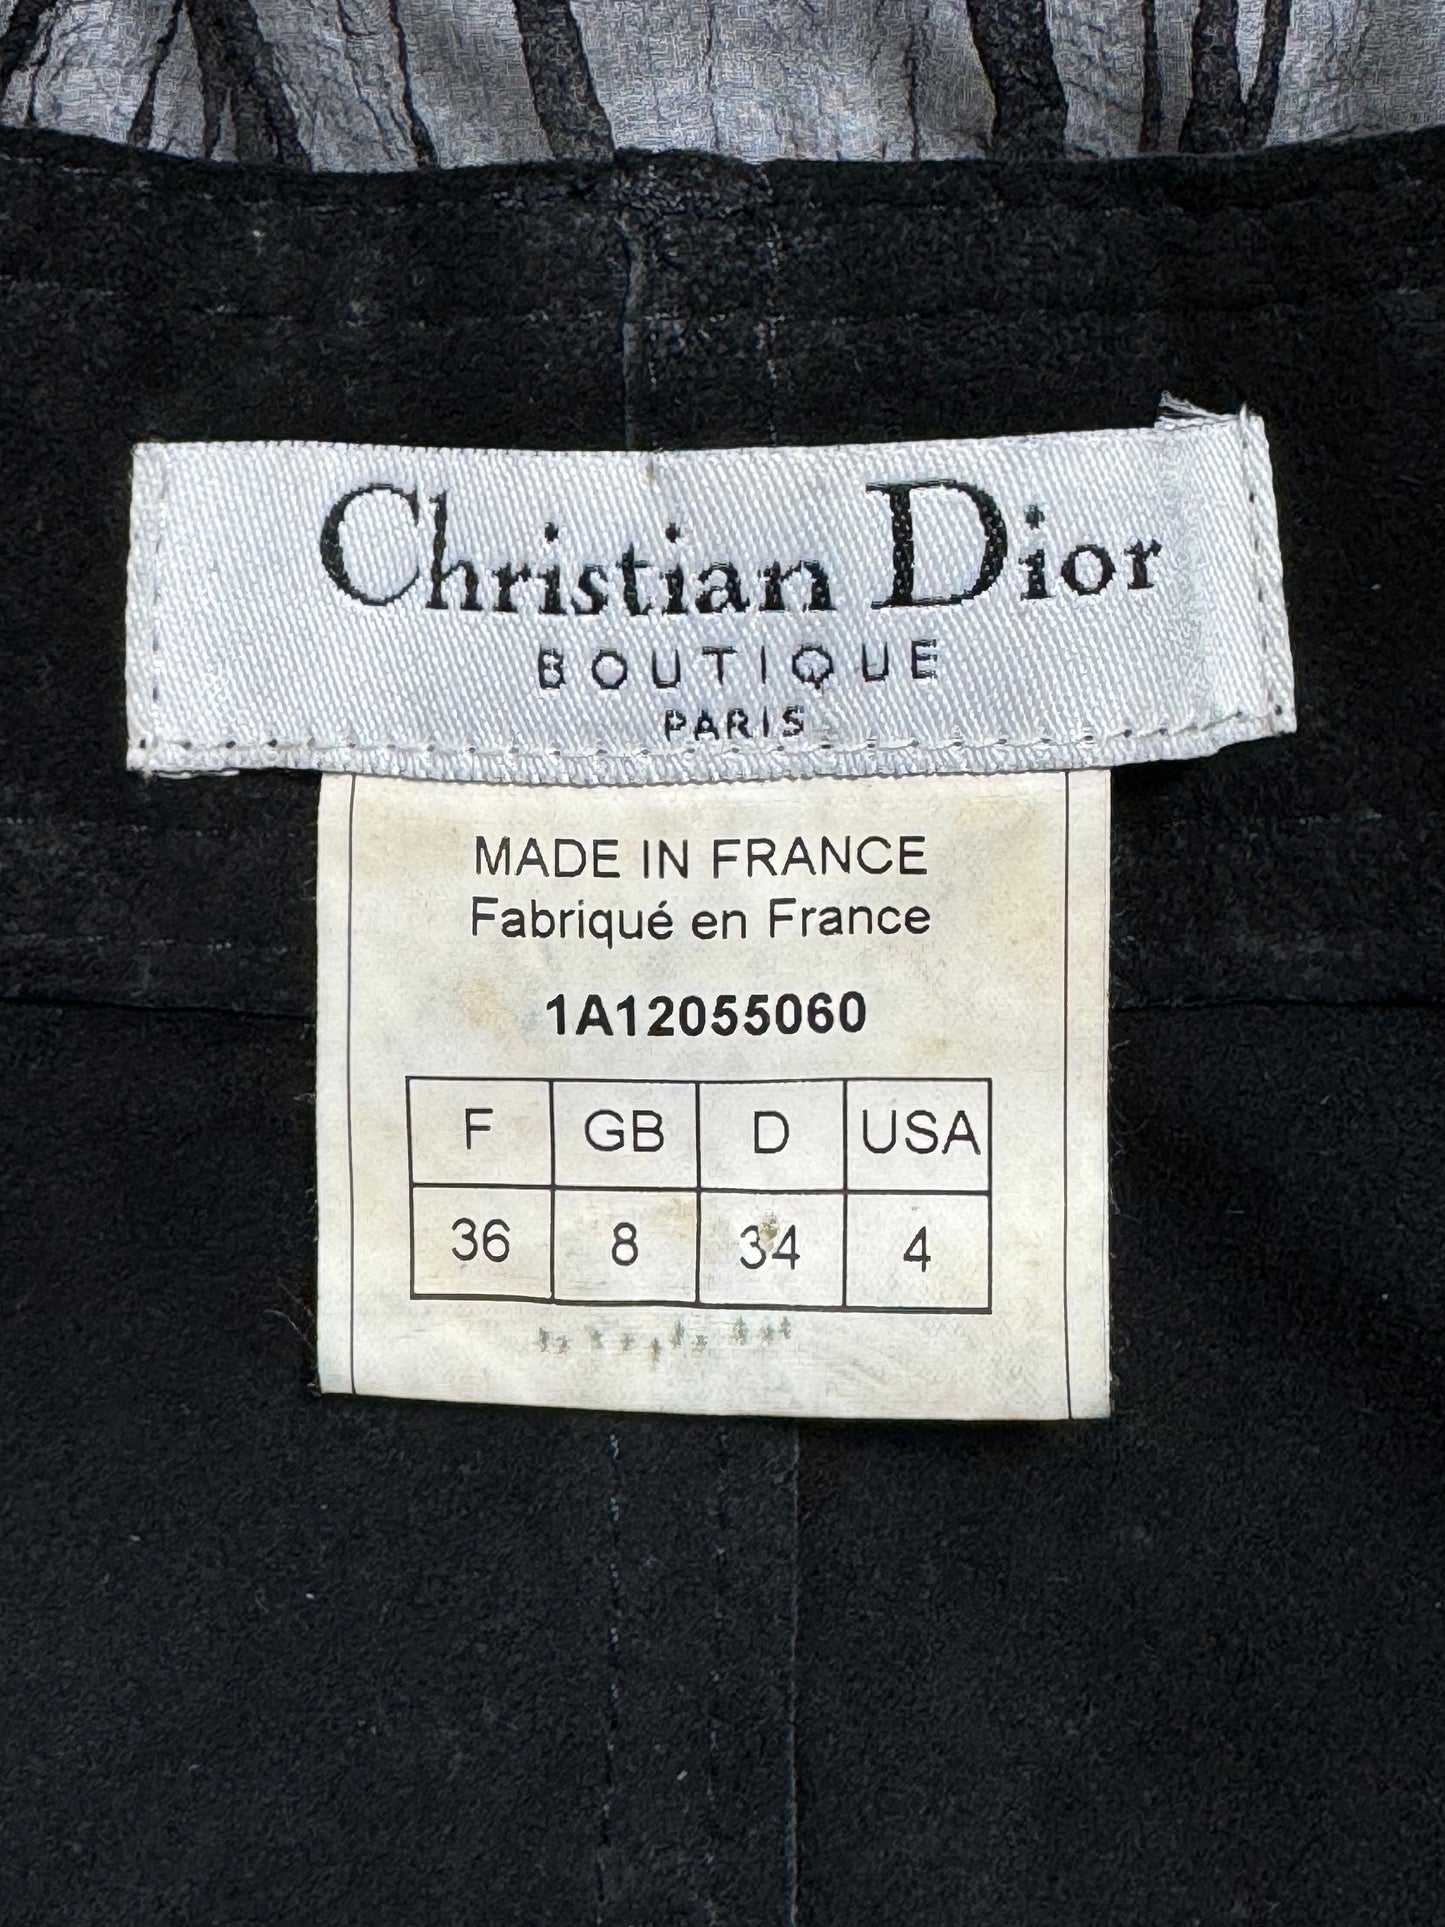 Christian Dior
BOUTIQUE
PARIS
MADE IN FRANCE
Fabriqué en France
1A12055060
F GB D USA
36 8 34 4